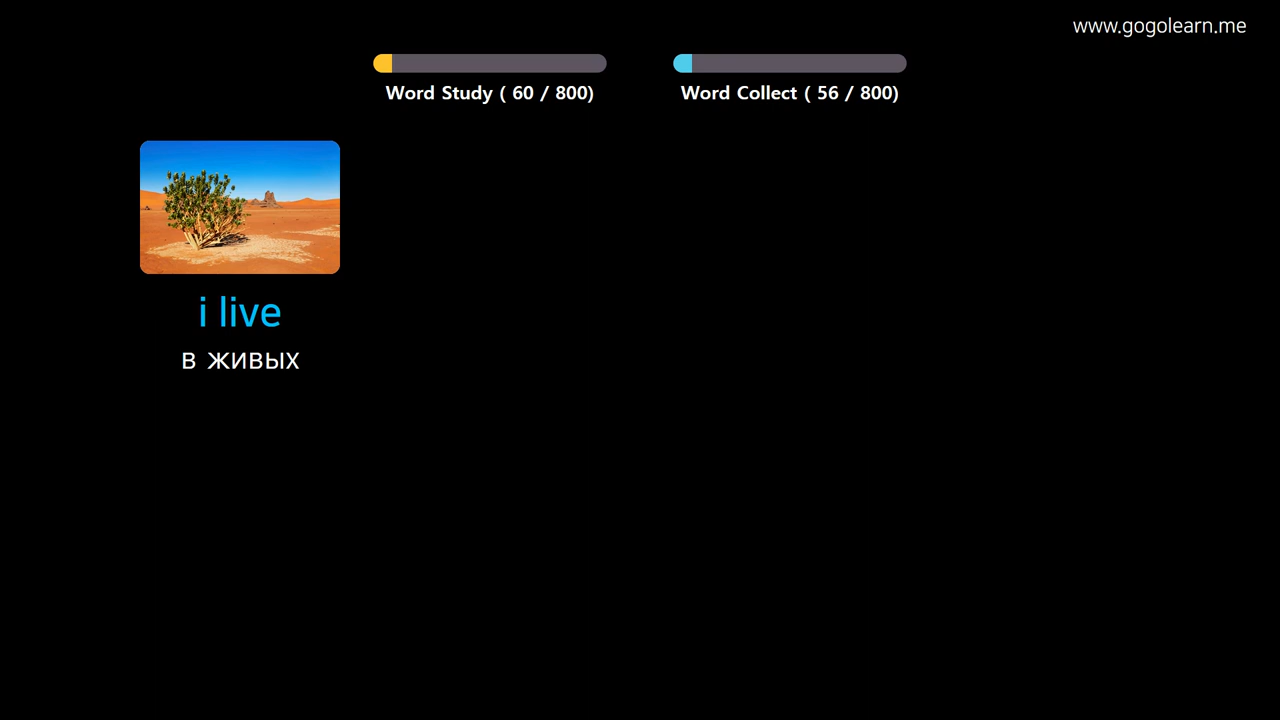 www.gogolearn.me
Word Study ( 60 / 800)
Word Collect ( 56 / 800)
i live
в живых